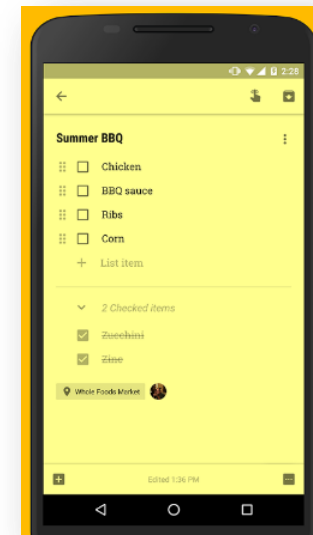 2:28
Summer BBQ
Chicken
BBQ sauce
Ribs
Corn
+ List item
2 Checked items
Zucchini
Zine
Whole Foods Market
Edited 1:36 PM